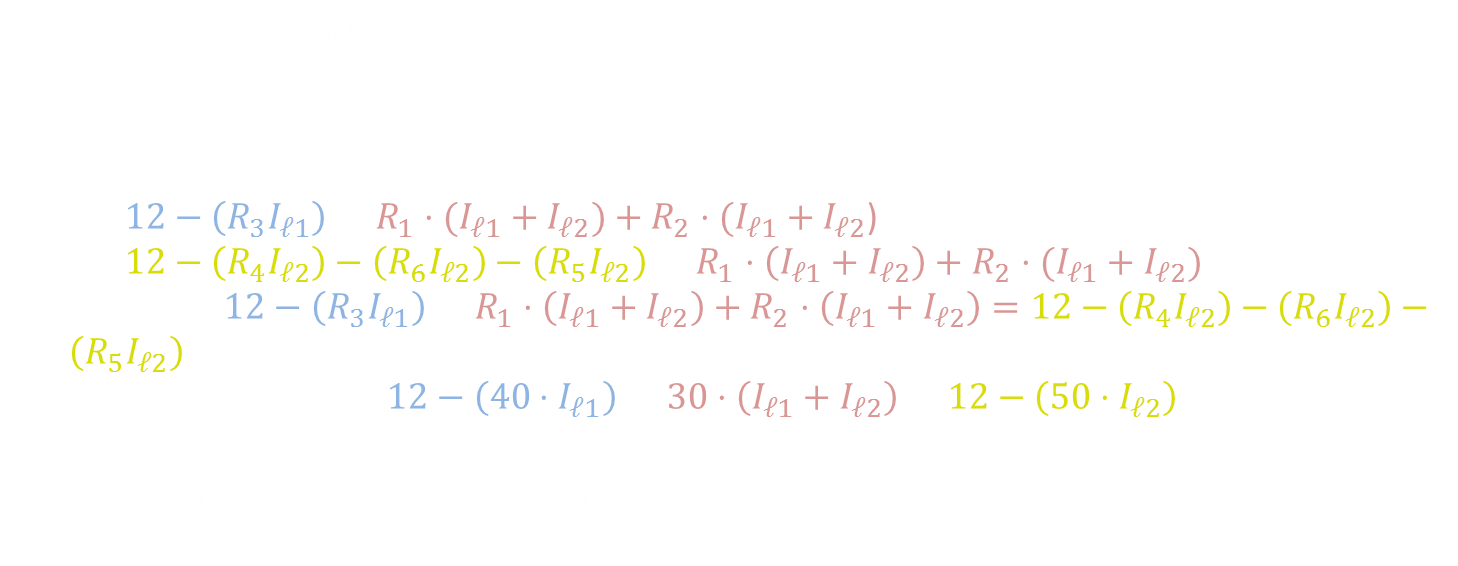 12 − (R₃I_ℓ1) R₁ · (I_ℓ1 + I_ℓ2) + R₂ · (I_ℓ1 + I_ℓ2)
12 − (R₄I_ℓ2) − (R₆I_ℓ2) − (R₅I_ℓ2) R₁ · (I_ℓ1 + I_ℓ2) + R₂ · (I_ℓ1 + I_ℓ2)
12 − (R₃I_ℓ1) R₁ · (I_ℓ1 + I_ℓ2) + R₂ · (I_ℓ1 + I_ℓ2) = 12 − (R₄I_ℓ2) − (R₆I_ℓ2) −
(R₅I_ℓ2)
12 − (40 · I_ℓ1) 30 · (I_ℓ1 + I_ℓ2) 12 − (50 · I_ℓ2)